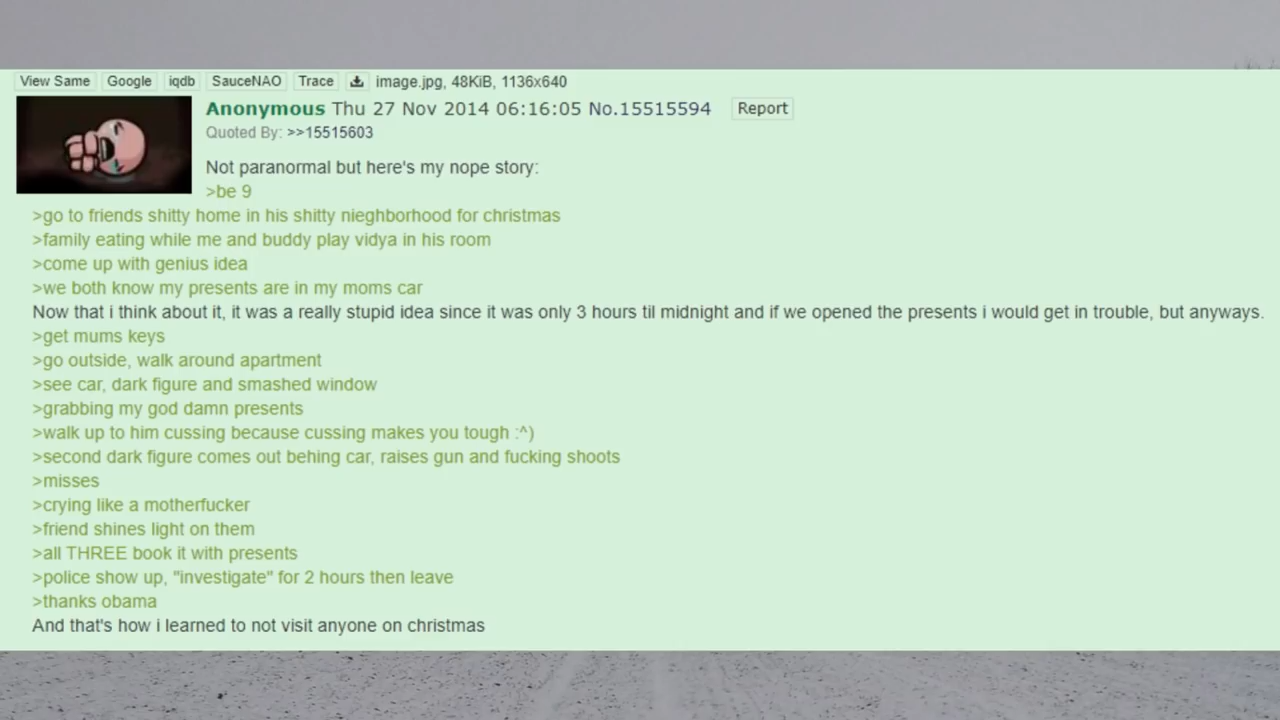 View Same Google iqdb SauceNAO Trace image.jpg, 48KiB, 1136x640
Anonymous Thu 27 Nov 2014 06:16:05 No.15515594 Report
Quoted By: >>15515603
Not paranormal but here's my nope story:
>be 9
>go to friends shitty home in his shitty nieghborhood for christmas
>family eating while me and buddy play vidya in his room
>come up with genius idea
>we both know my presents are in my moms car
Now that i think about it, it was a really stupid idea since it was only 3 hours til midnight and if we opened the presents i would get in trouble, but anyways.
>get mums keys
>go outside, walk around apartment
>see car, dark figure and smashed window
>grabbing my god damn presents
>walk up to him cussing because cussing makes you tough :^)
>second dark figure comes out behing car, raises gun and fucking shoots
>misses
>crying like a motherfucker
>friend shines light on them
>all THREE book it with presents
>police show up, "investigate" for 2 hours then leave
>thanks obama
And that's how i learned to not visit anyone on christmas